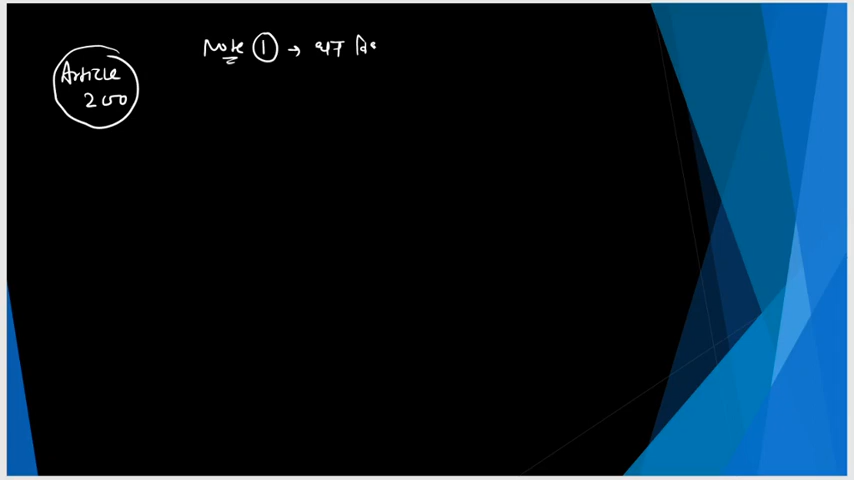 Note ① →
Article
200